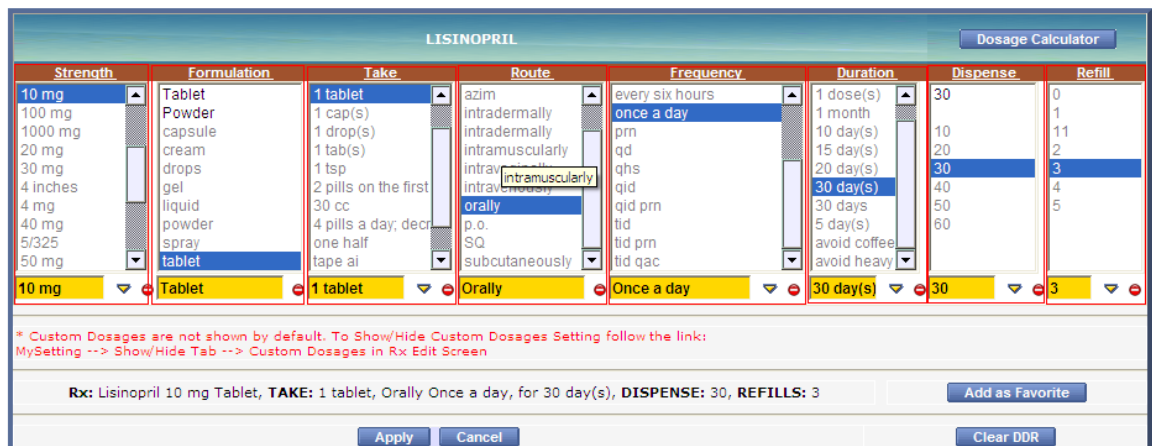 LISINOPRIL
Dosage Calculator
Strength Formulation Take Route Frequency Duration Dispense Refill
10 mg
100 mg
1000 mg
20 mg
30 mg
4 inches
4 mg
40 mg
5/325
50 mg
Tablet
Powder
capsule
cream
drops
gel
liquid
powder
spray
tablet
1 tablet
1 cap(s)
1 drop(s)
1 tab(s)
1 tsp
2 pills on the first
30 cc
4 pills a day; decr
one half
tape ai
azim
intradermally
intradermally
intramuscularly
intramuscularly
orally
p.o.
SQ
subcutaneously
every six hours
once a day
prn
qd
qhs
qid
qid prn
tid
tid prn
tid qac
1 dose(s)
1 month
10 day(s)
15 day(s)
20 day(s)
30 day(s)
30 days
5 day(s)
avoid coffee
avoid heavy
30
10
20
30
40
50
60
0
1
11
2
3
4
5
10 mg Tablet 1 tablet Orally Once a day 30 day(s) 30 3
* Custom Dosages are not shown by default. To Show/Hide Custom Dosages Setting follow the link:
MySetting --> Show/Hide Tab --> Custom Dosages in Rx Edit Screen
Rx: Lisinopril 10 mg Tablet, TAKE: 1 tablet, Orally Once a day, for 30 day(s), DISPENSE: 30, REFILLS: 3
Add as Favorite
Apply Cancel Clear DDR